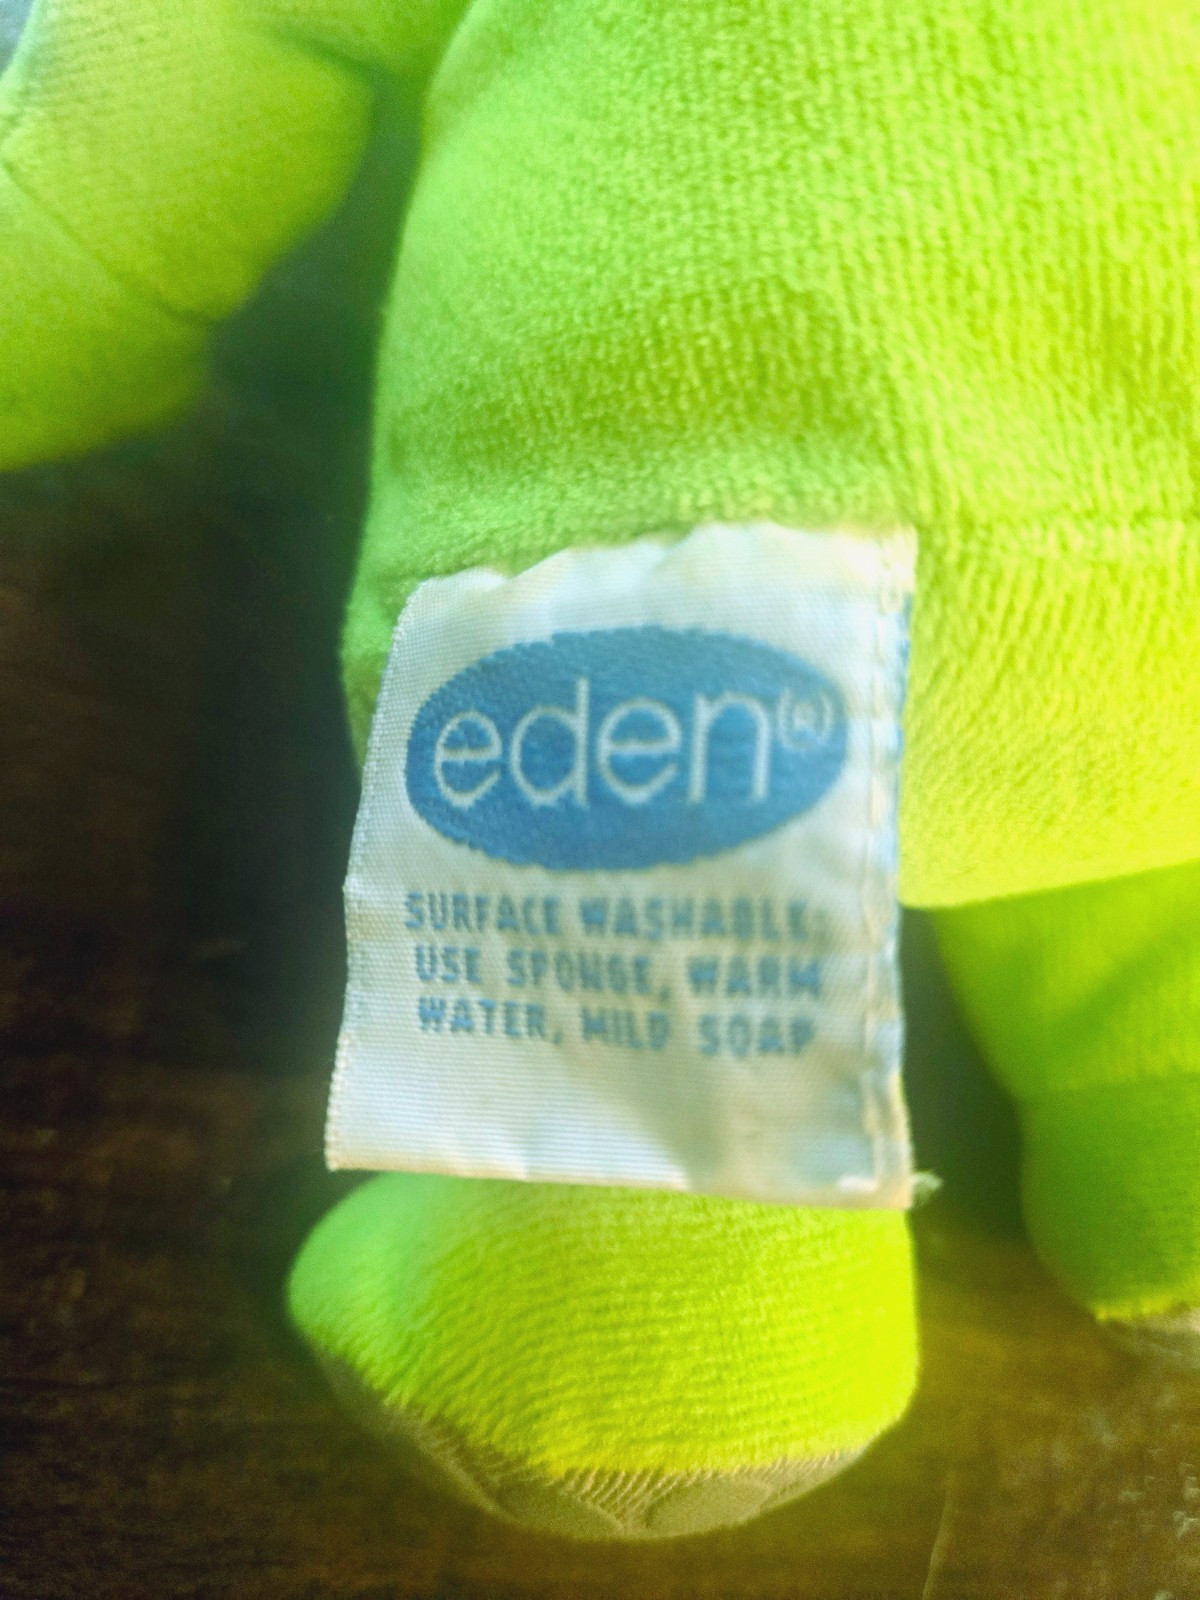 eden®
SURFACE WASHABLE:
USE SPONGE, WARM
WATER, MILD SOAP